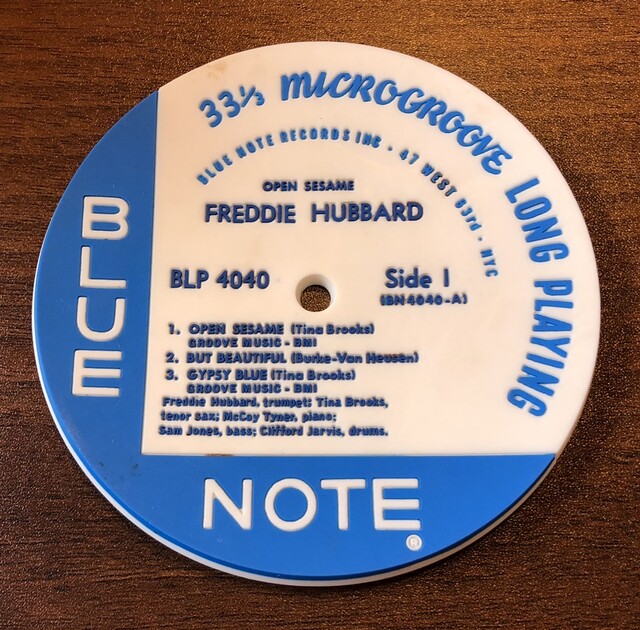 33⅓ MICROGROOVE LONG PLAYING
BLUE NOTE RECORDS INC • 47 WEST 63rd • NYC
OPEN SESAME
FREDDIE HUBBARD
BLP 4040
Side 1
(BN 4040-A)
1. OPEN SESAME (Tina Brooks)
GROOVE MUSIC - BMI
2. BUT BEAUTIFUL (Burke-Van Heusen)
3. GYPSY BLUE (Tina Brooks)
GROOVE MUSIC - BMI
Freddie Hubbard, trumpet; Tina Brooks,
tenor sax; McCoy Tyner, piano;
Sam Jones, bass; Clifford Jarvis, drums.
BLUE
NOTE
®